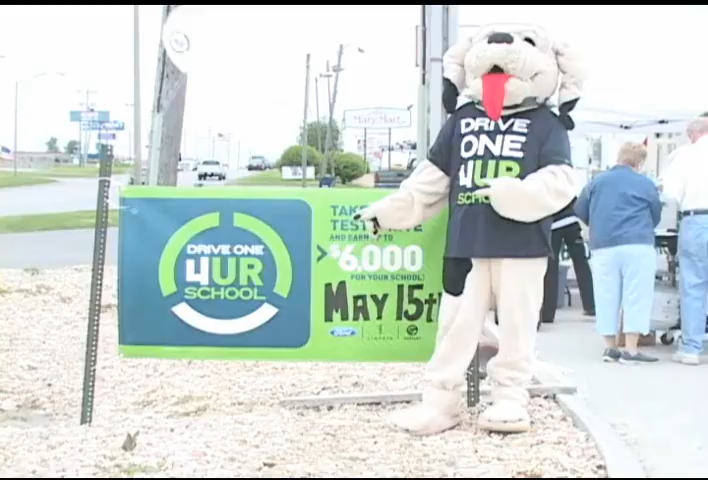 Mary Mart
DRIVE
ONE
4UR
SCHOOL
DRIVE ONE
4UR
SCHOOL
TAKE
TEST DRIVE
AND EARN UP TO
$6,000
FOR YOUR SCHOOL!
MAY 15th
Ford